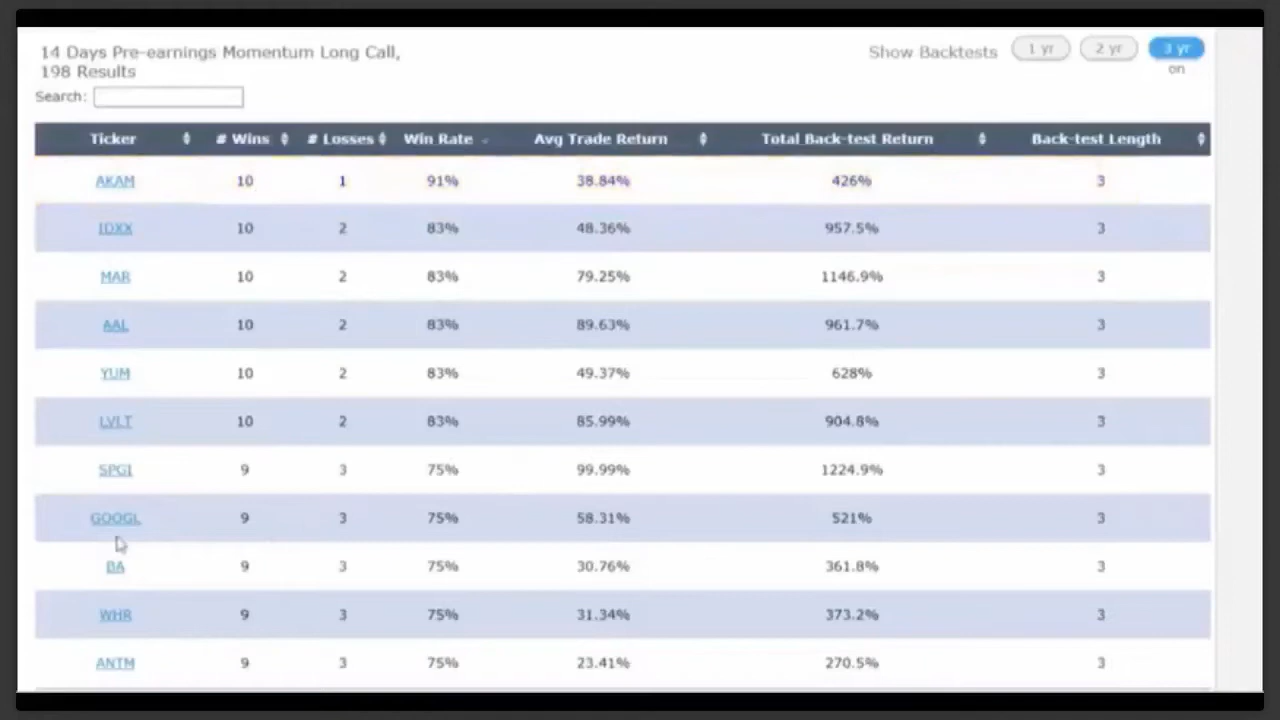 14 Days Pre-earnings Momentum Long Call,
198 Results
Show Backtests 1 yr 2 yr 3 yr
on
Search:
Ticker # Wins # Losses Win Rate Avg Trade Return Total Back-test Return Back-test Length
AKAM 10 1 91% 38.84% 426% 3
IDXX 10 2 83% 48.36% 957.5% 3
MAR 10 2 83% 79.25% 1146.9% 3
AAL 10 2 83% 89.63% 961.7% 3
YUM 10 2 83% 49.37% 628% 3
LVLT 10 2 83% 85.99% 904.8% 3
SPGI 9 3 75% 99.99% 1224.9% 3
GOOGL 9 3 75% 58.31% 521% 3
BA 9 3 75% 30.76% 361.8% 3
WHR 9 3 75% 31.34% 373.2% 3
ANTM 9 3 75% 23.41% 270.5% 3